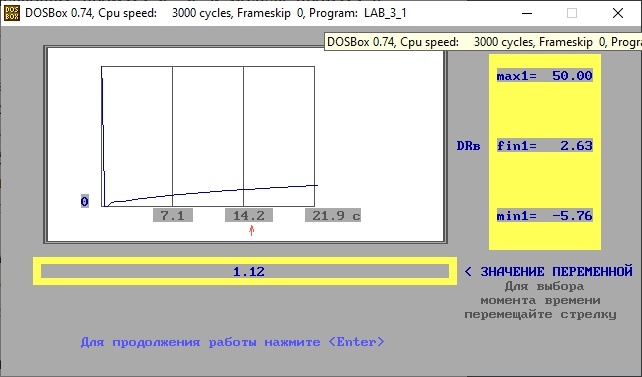 DOS BOX
DOSBox 0.74, Cpu speed: 3000 cycles, Frameskip 0, Program: LAB_3_1
DOSBox 0.74, Cpu speed: 3000 cycles, Frameskip 0, Progra
max1= 50.00
DRв fin1= 2.63
min1= -5.76
0
7.1 14.2 21.9 с
1.12
< ЗНАЧЕНИЕ ПЕРЕМЕННОЙ
Для выбора
момента времени
перемещайте стрелку
Для продолжения работы нажмите <Enter>